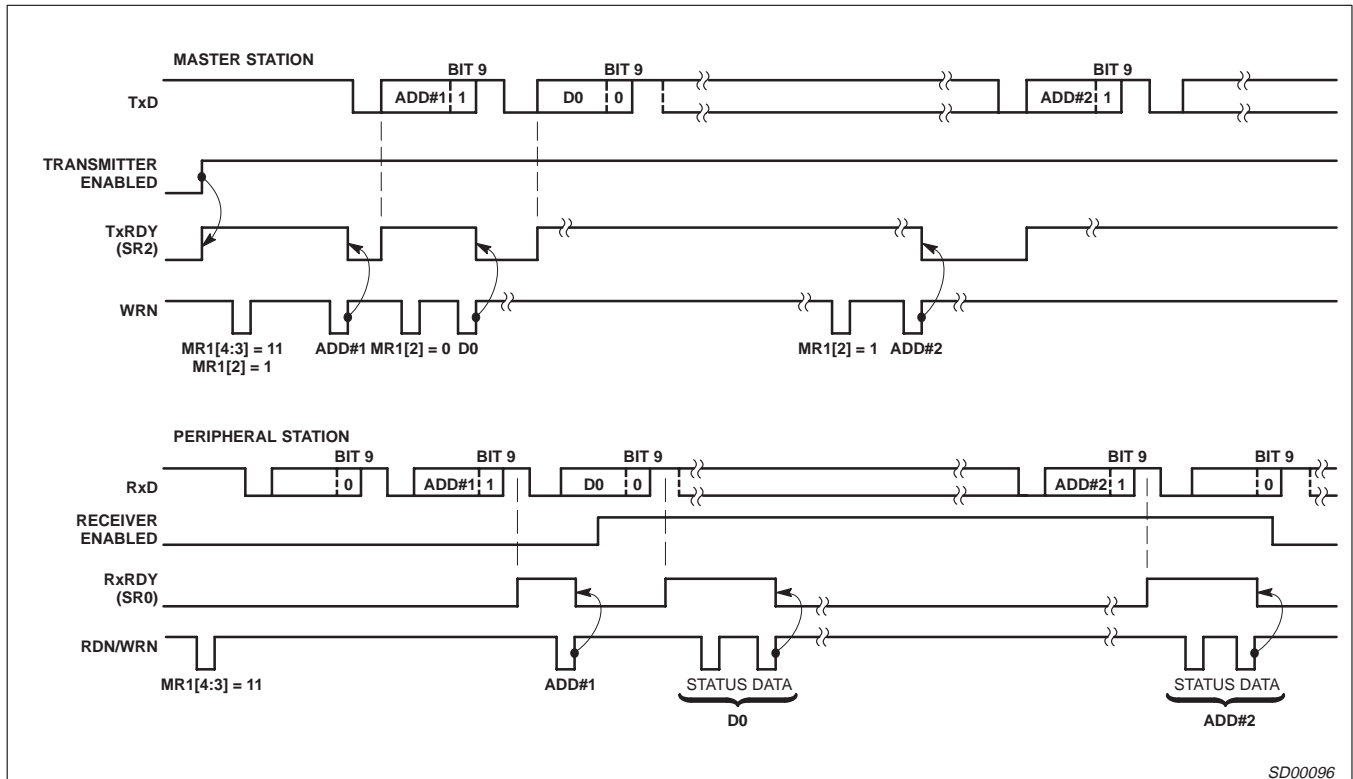 MASTER STATION
BIT 9 BIT 9 BIT 9
TxD ADD#1 1 D0 0 ADD#2 1
TRANSMITTER
ENABLED
TxRDY
(SR2)
WRN
MR1[4:3] = 11 ADD#1 MR1[2] = 0 D0 MR1[2] = 1 ADD#2
MR1[2] = 1
PERIPHERAL STATION
BIT 9 BIT 9 BIT 9 BIT 9 BIT 9
RxD 0 ADD#1 1 D0 0 ADD#2 1 0
RECEIVER
ENABLED
RxRDY
(SR0)
RDN/WRN
MR1[4:3] = 11 ADD#1 STATUS DATA STATUS DATA
D0 ADD#2
SD00096